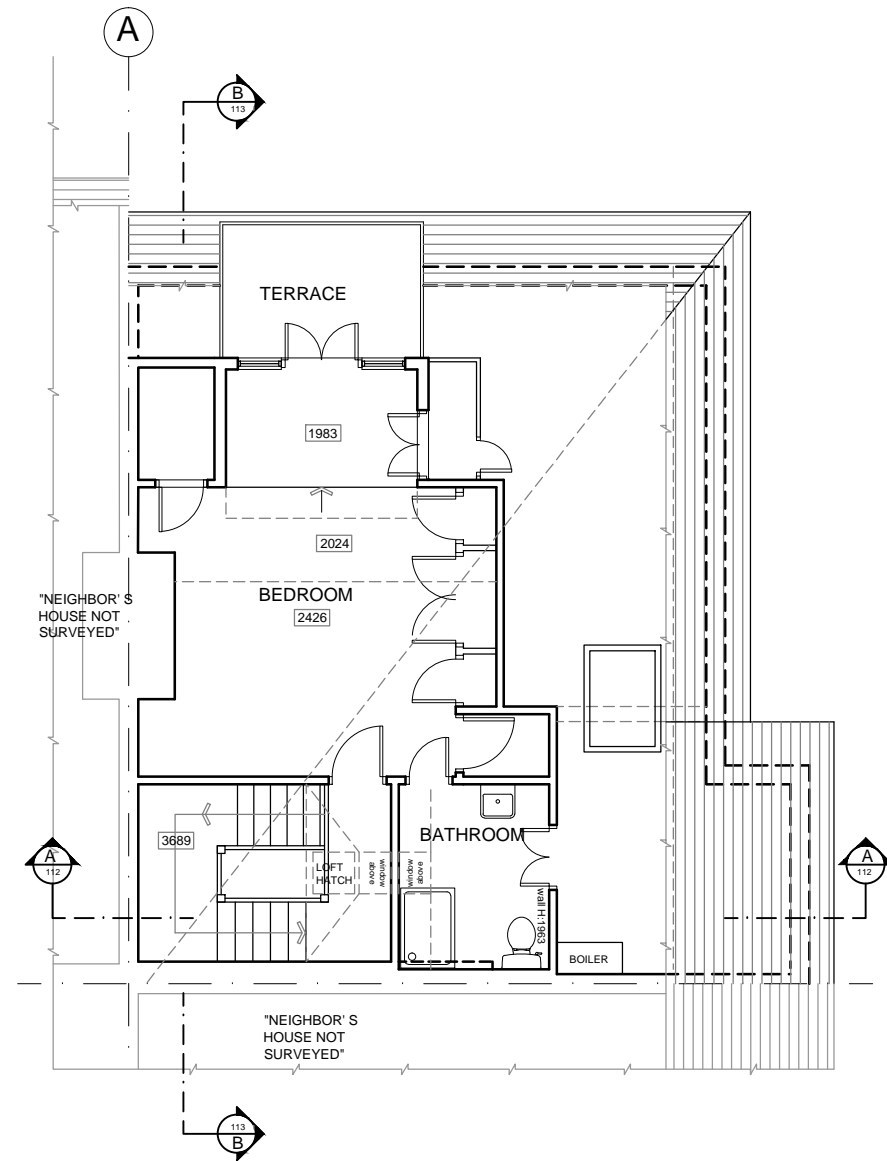 A
B
113
TERRACE
1983
2024
BEDROOM
2426
"NEIGHBOR' S
HOUSE NOT
SURVEYED"
3689
BATHROOM
A
112
LOFT
HATCH
window
above
window
above
wall H:1963
A
112
BOILER
"NEIGHBOR' S
HOUSE NOT
SURVEYED"
113
B